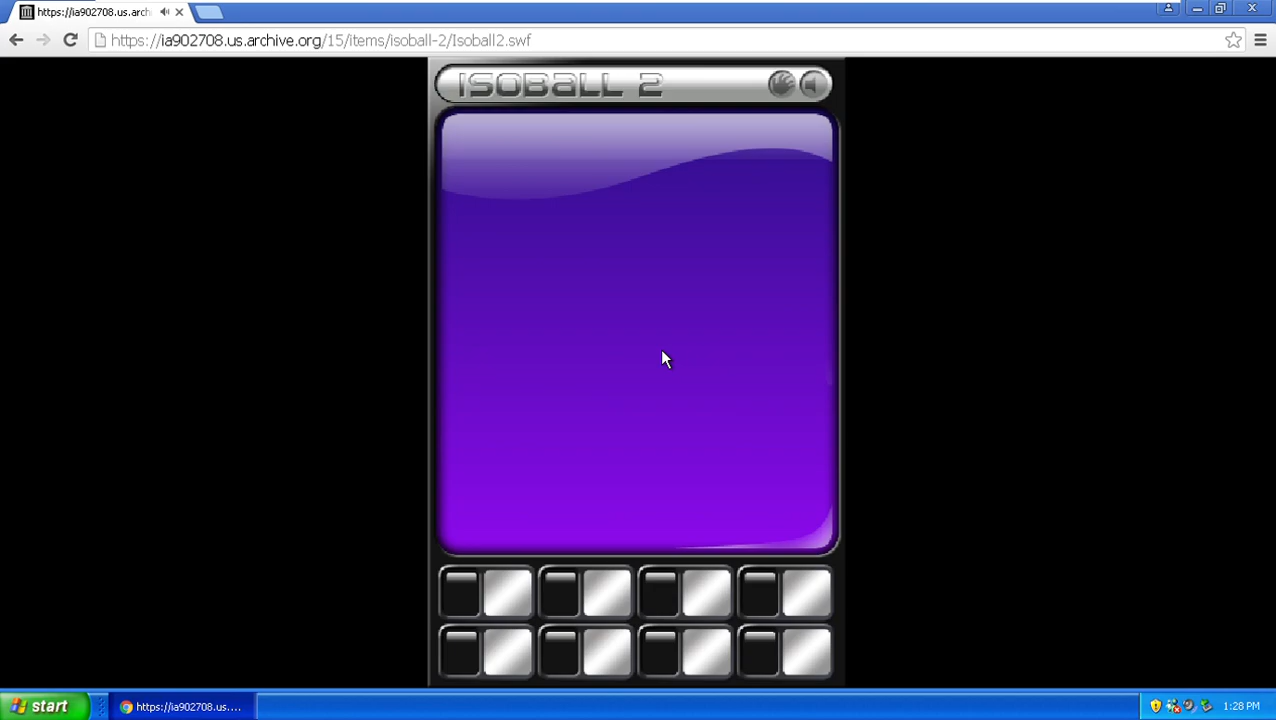 https://ia902708.us.archi
https://ia902708.us.archive.org/15/items/isoball-2/Isoball2.swf
ISOBALL 2
start
https://ia902708.us....
1:28 PM